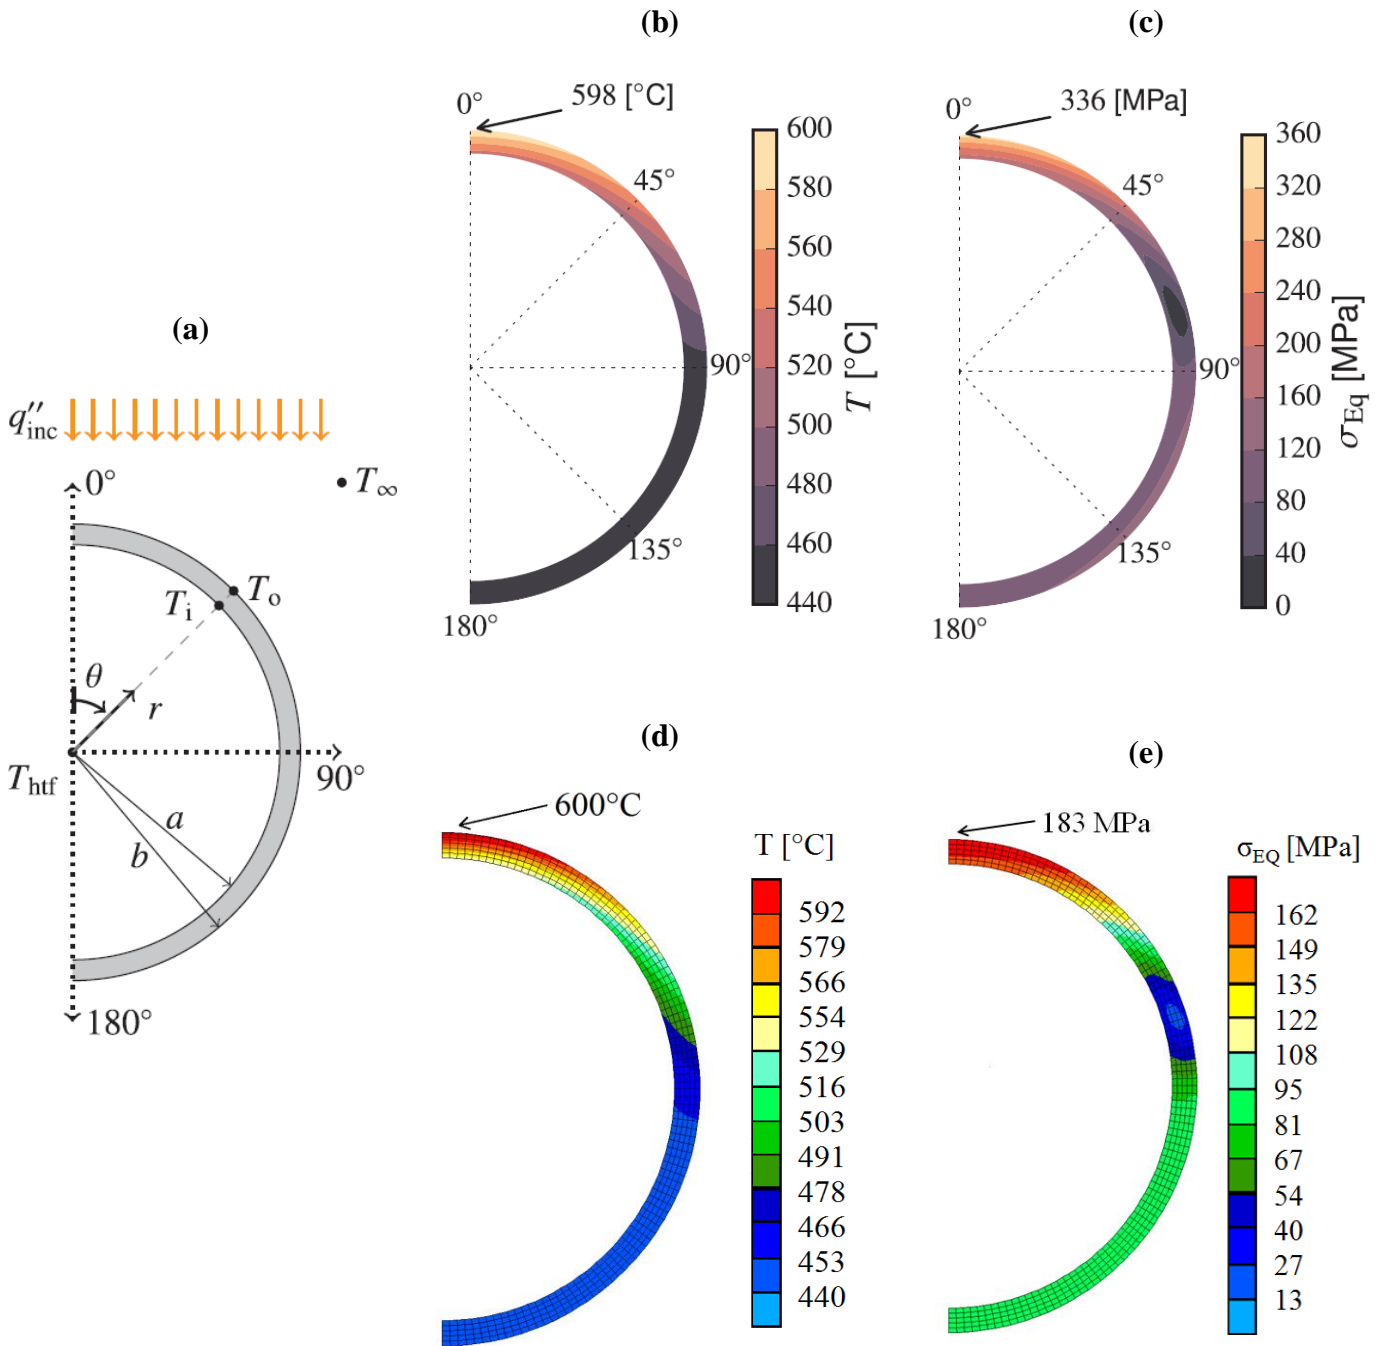 (a)
q″inc
0°
T∞
Ti
To
θ
r
Thtf
90°
a
b
180°
(b)
598 [°C]
0°
45°
90°
135°
180°
600
580
560
540
520
500
480
460
440
T [°C]
(c)
336 [MPa]
0°
45°
90°
135°
180°
360
320
280
240
200
160
120
80
40
0
σEq [MPa]
(d)
600°C
T [°C]
592
579
566
554
529
516
503
491
478
466
453
440
(e)
183 MPa
σEQ [MPa]
162
149
135
122
108
95
81
67
54
40
27
13